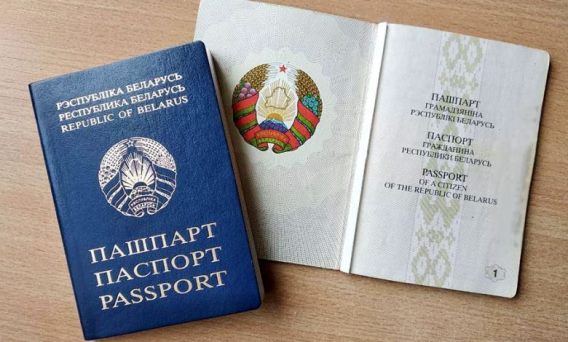 РЭСПУБЛІКА БЕЛАРУСЬ
РЕСПУБЛИКА БЕЛАРУСЬ
REPUBLIC OF BELARUS
ПАШПАРТ
ПАСПОРТ
PASSPORT
ПАШПАРТ
ГРАМАДЗЯНІНА
РЭСПУБЛІКІ БЕЛАРУСЬ
ПАСПОРТ
ГРАЖДАНИНА
РЕСПУБЛИКИ БЕЛАРУСЬ
PASSPORT
OF A CITIZEN
OF THE REPUBLIC OF BELARUS
1